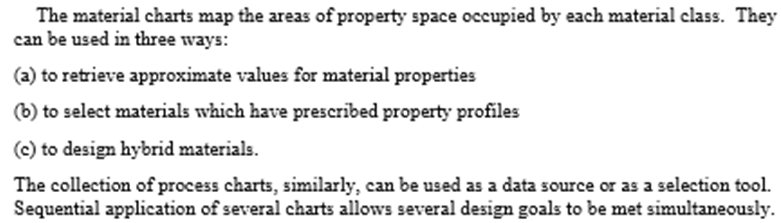 The material charts map the areas of property space occupied by each material class. They
can be used in three ways:
(a) to retrieve approximate values for material properties
(b) to select materials which have prescribed property profiles
(c) to design hybrid materials.
The collection of process charts, similarly, can be used as a data source or as a selection tool.
Sequential application of several charts allows several design goals to be met simultaneously.